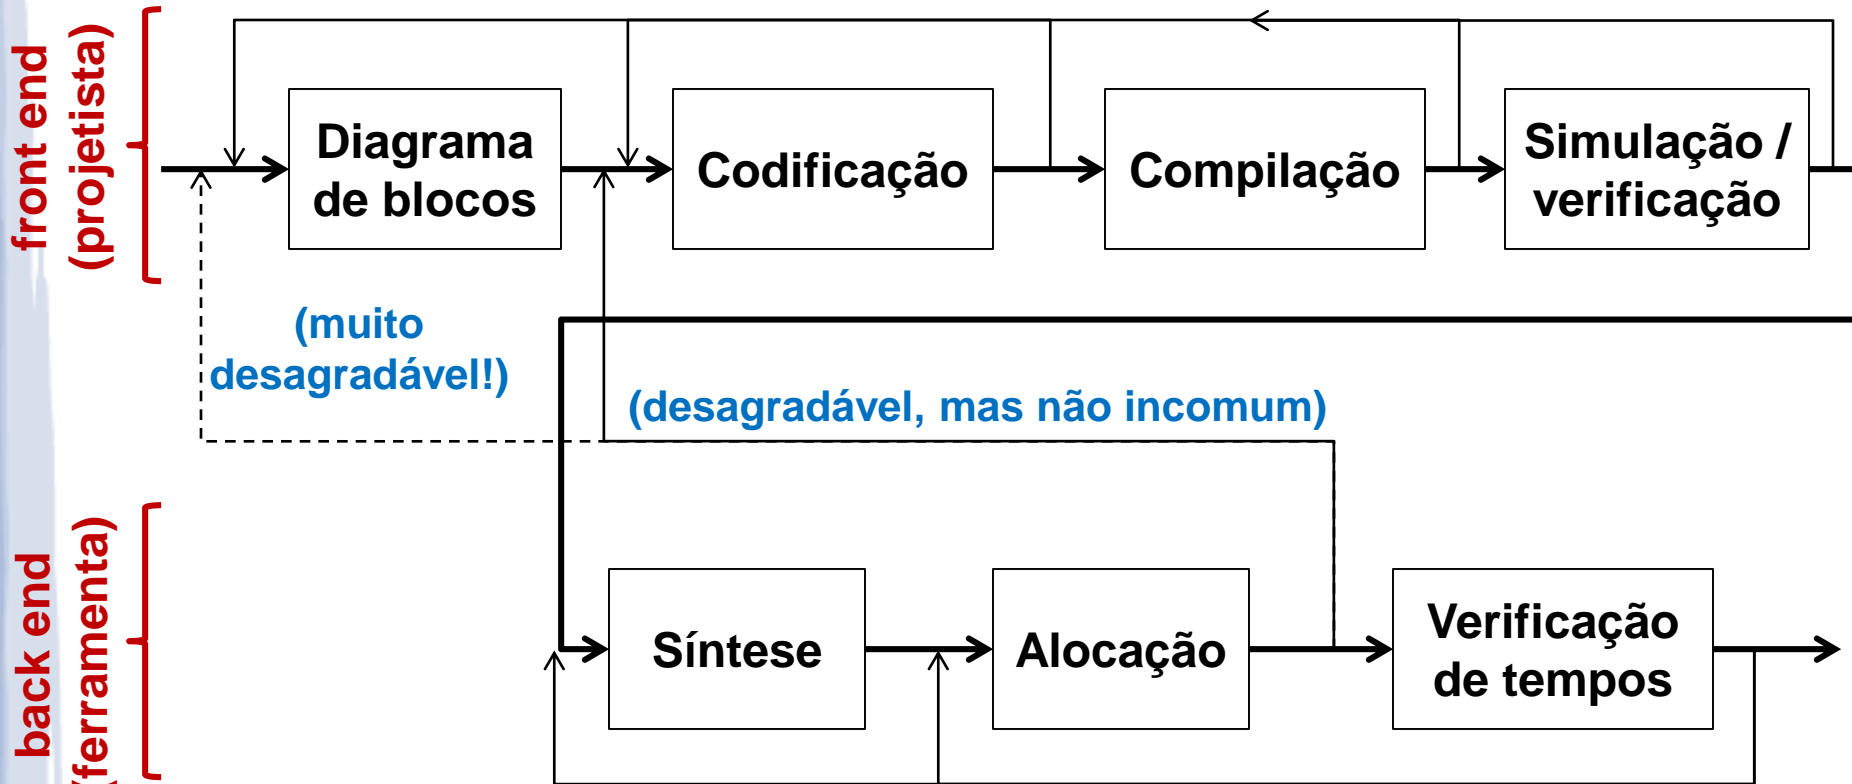 front end
(projetista)
Diagrama
de blocos
Codificação
Compilação
Simulação /
verificação
(muito
desagradável!)
(desagradável, mas não incomum)
back end
(ferramenta)
Síntese
Alocação
Verificação
de tempos